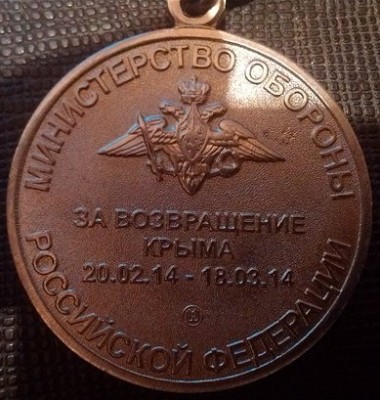 МИНИСТЕРСТВО ОБОРОНЫ
ЗА ВОЗВРАЩЕНИЕ
КРЫМА
20.02.14 - 18.03.14
РОССИЙСКОЙ ФЕДЕРАЦИИ